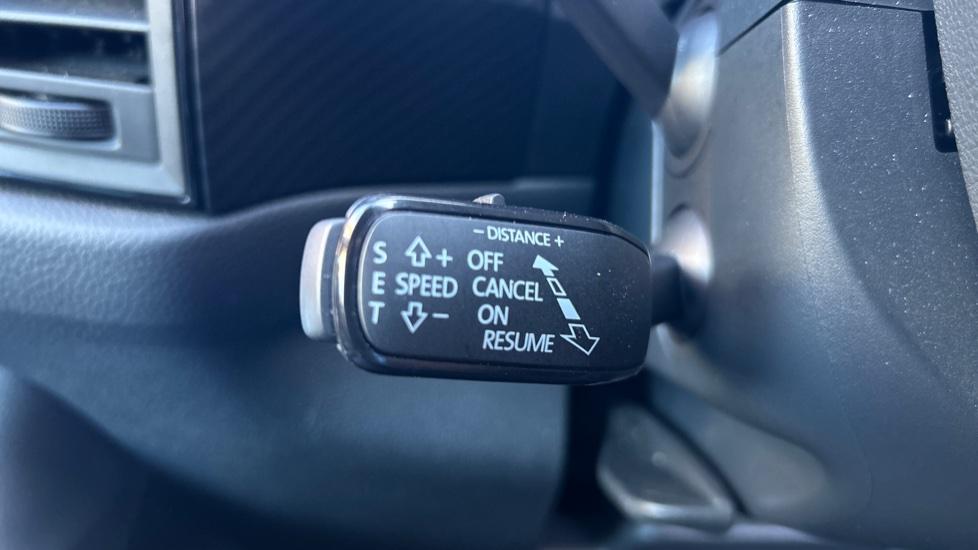 - DISTANCE +
S + OFF
E SPEED CANCEL
T - ON
RESUME